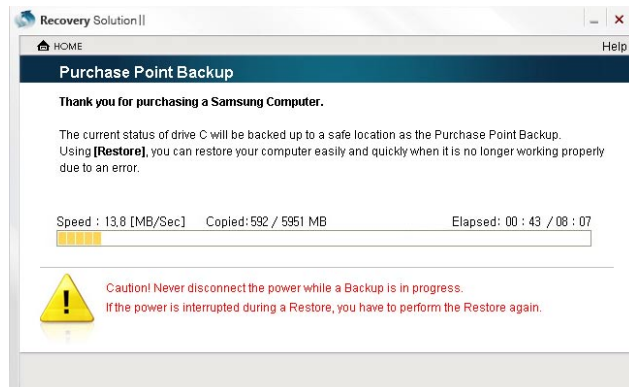 Recovery Solution II
HOME
Help
Purchase Point Backup
Thank you for purchasing a Samsung Computer.
The current status of drive C will be backed up to a safe location as the Purchase Point Backup.
Using [Restore], you can restore your computer easily and quickly when it is no longer working properly
due to an error.
Speed : 13,8 [MB/Sec] Copied: 592 / 5951 MB Elapsed: 00 : 43 / 08 : 07
Caution! Never disconnect the power while a Backup is in progress.
If the power is interrupted during a Restore, you have to perform the Restore again.